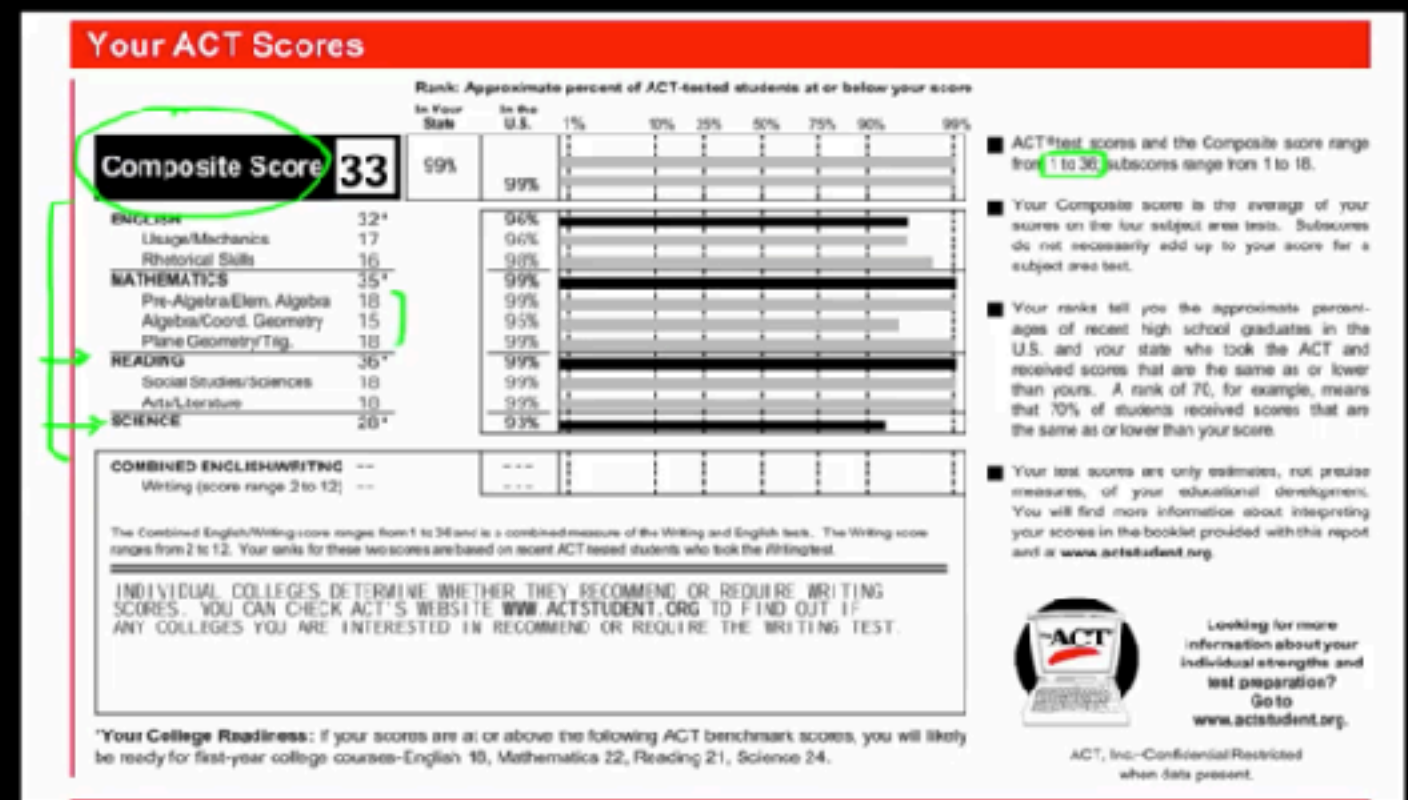 Your ACT Scores
Rank: Approximate percent of ACT-tested students at or below your score
In Your State
In the U.S.
1% 10% 25% 50% 75% 90% 99%
Composite Score 33 99% 99%
ENGLISH 32* 96%
Usage/Mechanics 17 96%
Rhetorical Skills 16 98%
MATHEMATICS 35* 99%
Pre-Algebra/Elem. Algebra 18 99%
Algebra/Coord. Geometry 15 95%
Plane Geometry/Trig. 18 99%
READING 36* 99%
Social Studies/Sciences 18 99%
Arts/Literature 18 99%
SCIENCE 28* 93%
COMBINED ENGLISH/WRITING -- ---
Writing (score range 2 to 12) -- ---
The Combined English/Writing score ranges from 1 to 36 and is a combined measure of the Writing and English tests. The Writing score
ranges from 2 to 12. Your ranks for these two scores are based on recent ACT-tested students who took the Writing test.
INDIVIDUAL COLLEGES DETERMINE WHETHER THEY RECOMMEND OR REQUIRE WRITING
SCORES. YOU CAN CHECK ACT'S WEBSITE WWW.ACTSTUDENT.ORG TO FIND OUT IF
ANY COLLEGES YOU ARE INTERESTED IN RECOMMEND OR REQUIRE THE WRITING TEST.
*Your College Readiness: If your scores are at or above the following ACT benchmark scores, you will likely
be ready for first-year college courses-English 18, Mathematics 22, Reading 21, Science 24.
ACT® test scores and the Composite score range
from 1 to 36; subscores range from 1 to 18.
Your Composite score is the average of your
scores on the four subject area tests. Subscores
do not necessarily add up to your score for a
subject area test.
Your ranks tell you the approximate percent-
ages of recent high school graduates in the
U.S. and your state who took the ACT and
received scores that are the same as or lower
than yours. A rank of 70, for example, means
that 70% of students received scores that are
the same as or lower than your score.
Your test scores are only estimates, not precise
measures, of your educational development.
You will find more information about interpreting
your scores in the booklet provided with this report
and at www.actstudent.org.
The ACT
Looking for more
information about your
individual strengths and
test preparation?
Go to
www.actstudent.org.
ACT, Inc.-Confidential Restricted
when data present.